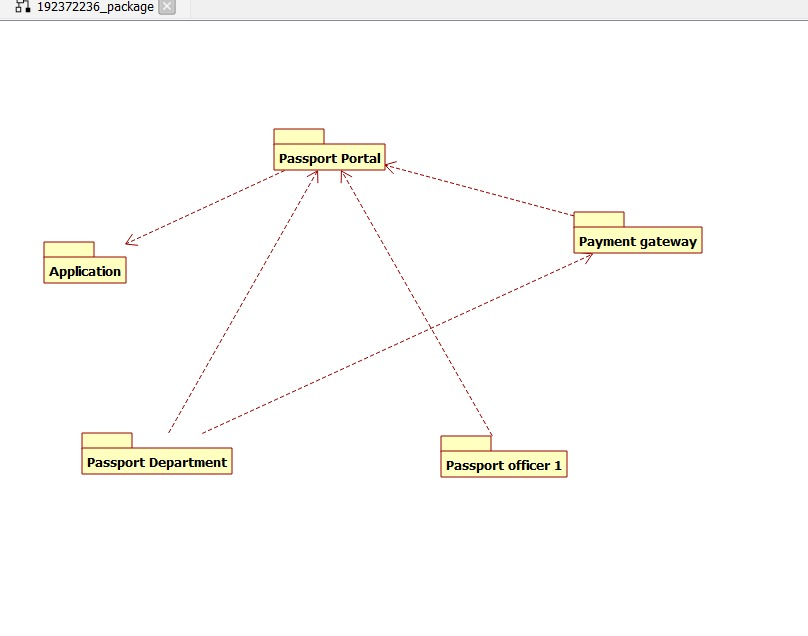 192372236_package
Passport Portal
Payment gateway
Application
Passport Department
Passport officer 1